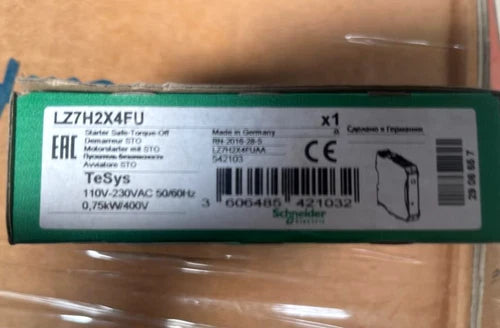 LZ7H2X4FU
x1
Starter Safe-Torque-Off
Démarreur STO
Motorstarter mit STO
Пускатель безопасности
Avviatore STO
Made in Germany
RN-2016-28-5
LZ7H2X4FUAA
542103
Сделано в Германии
EAC
CE
TeSys
110V-230VAC 50/60Hz
0,75kW/400V
3 606485 421032
Schneider
Electric